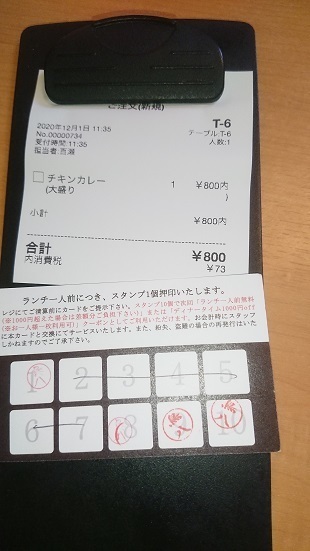 ご注文(新規)
T-6
2020年12月1日 11:35
テーブル:T-6
No.00000734
人数:1
受付時間:11:35
担当者:百瀬
チキンカレー 1 ¥800内
(大盛り )
小計 ¥800内
合計 ¥800
内消費税 ¥73
ランチ一人前につき、スタンプ1個押印いたします。
レジにてご精算前にカードをご提示下さい。スタンプ10個で次回「ランチ一人前無料
(※1000円超えた場合は差額分ご負担下さい)」または「ディナータイム1000円off
(※お一人様一枚利用可)」クーポンとしてご利用いただけます。お会計時にスタッフ
に本カードと交換にてサービスいたします。また、紛失、盗難の場合の再発行はいた
しかねますのでご了承下さい。
1 2 3 4 5
6 7 8 10